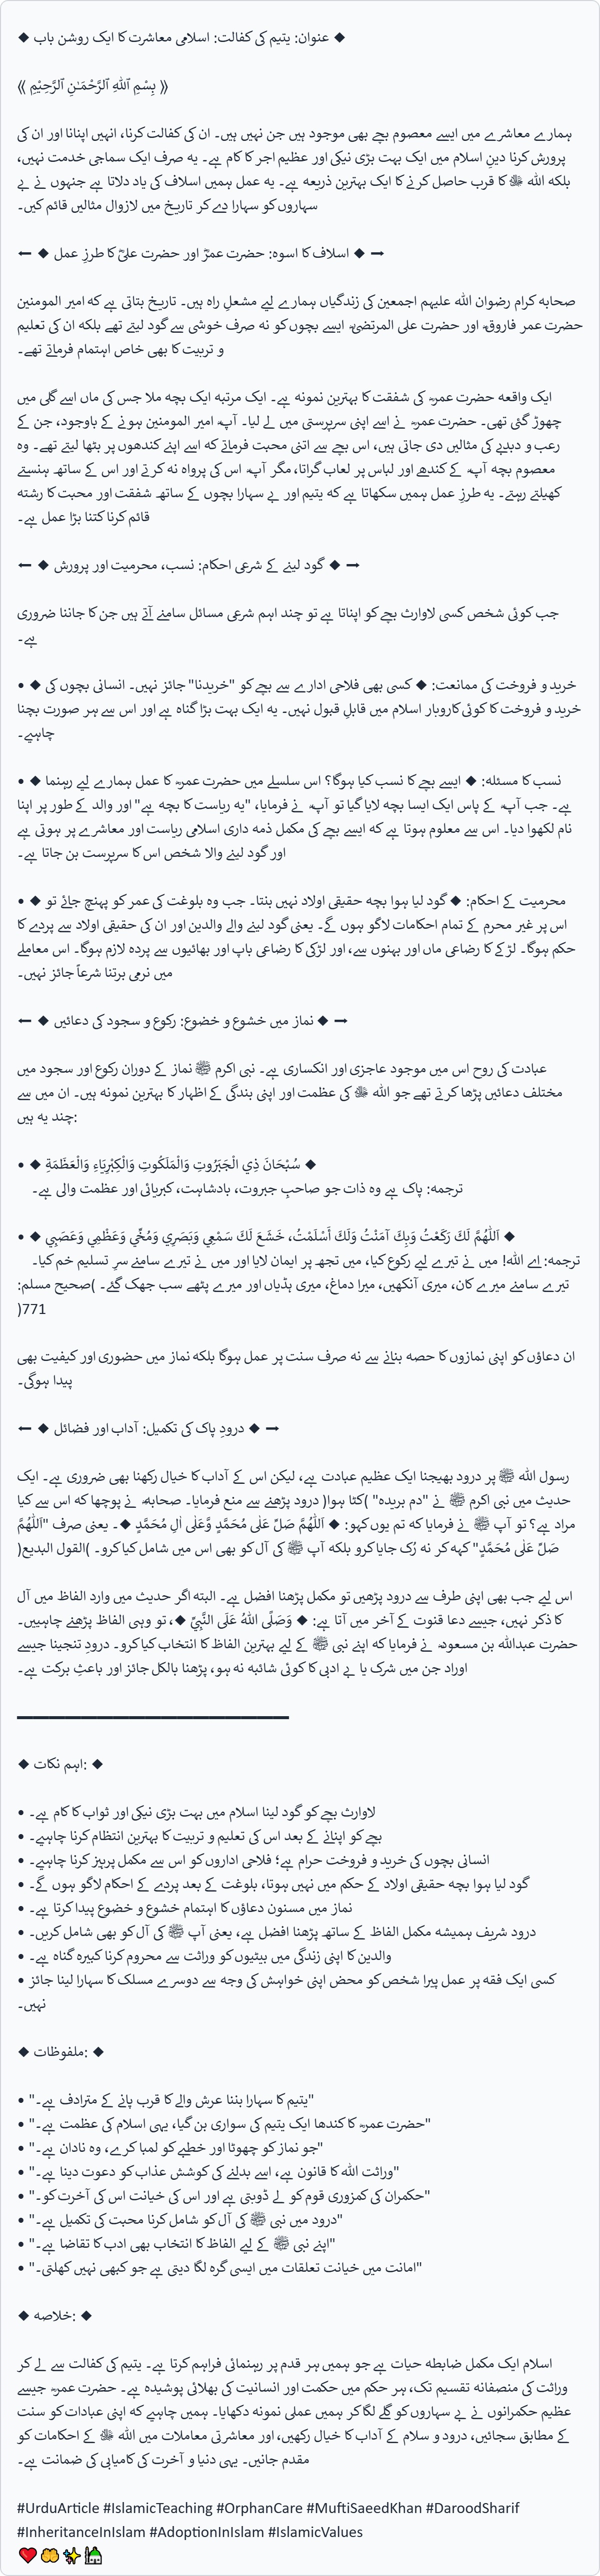 ◆ عنوان: یتیم کی کفالت: اسلامی معاشرت کا ایک روشن باب ◆
﴿ بِسْمِ ٱللّٰهِ ٱلرَّحْمَـٰنِ ٱلرَّحِيْمِ ﴾
ہمارے معاشرے میں ایسے معصوم بچے بھی موجود ہیں جن نہیں ہیں۔ ان کی کفالت کرنا، انہیں اپنانا اور ان کی
پرورش کرنا دینِ اسلام میں ایک بہت بڑی نیکی اور عظیم اجر کا کام ہے۔ یہ صرف ایک سماجی خدمت نہیں،
بلکہ اللہ ﷻ کا قرب حاصل کرنے کا ایک بہترین ذریعہ ہے۔ یہ عمل ہمیں اسلاف کی یاد دلاتا ہے جنہوں نے بے
سہاروں کو سہارا دے کر تاریخ میں لازوال مثالیں قائم کیں۔
━ ◆ اسلاف کا اسوہ: حضرت عمرؓ اور حضرت علیؓ کا طرزِ عمل ◆ ━
صحابہ کرام رضوان اللہ علیہم اجمعین کی زندگیاں ہمارے لیے مشعلِ راہ ہیں۔ تاریخ بتاتی ہے کہ امیر المومنین
حضرت عمر فاروقؓ اور حضرت علی المرتضیٰؓ ایسے بچوں کو نہ صرف خوشی سے گود لیتے تھے بلکہ ان کی تعلیم
و تربیت کا بھی خاص اہتمام فرماتے تھے۔
ایک واقعہ حضرت عمرؓ کی شفقت کا بہترین نمونہ ہے۔ ایک مرتبہ ایک بچہ ملا جس کی ماں اسے گلی میں
چھوڑ گئی تھی۔ حضرت عمرؓ نے اسے اپنی سرپرستی میں لے لیا۔ آپؓ امیر المومنین ہونے کے باوجود، جن کے
رعب و دبدبے کی مثالیں دی جاتی ہیں، اس بچے سے اتنی محبت فرماتے کہ اسے اپنے کندھوں پر بٹھا لیتے تھے۔ وہ
معصوم بچہ آپؓ کے کندھے اور لباس پر لعاب گراتا، مگر آپؓ اس کی پرواہ نہ کرتے اور اس کے ساتھ ہنستے
کھیلتے رہتے۔ یہ طرزِ عمل ہمیں سکھاتا ہے کہ یتیم اور بے سہارا بچوں کے ساتھ شفقت اور محبت کا رشتہ
قائم کرنا کتنا بڑا عمل ہے۔
━ ◆ گود لینے کے شرعی احکام: نسب، محرمیت اور پرورش ◆ ━
جب کوئی شخص کسی لاوارث بچے کو اپناتا ہے تو چند اہم شرعی مسائل سامنے آتے ہیں جن کا جاننا ضروری
ہے۔
• ◆ خرید و فروخت کی ممانعت: ◆ کسی بھی فلاحی ادارے سے بچے کو "خریدنا" جائز نہیں۔ انسانی بچوں کی
خرید و فروخت کا کوئی کاروبار اسلام میں قابلِ قبول نہیں۔ یہ ایک بہت بڑا گناہ ہے اور اس سے ہر صورت بچنا
چاہیے۔
• ◆ نسب کا مسئلہ: ◆ ایسے بچے کا نسب کیا ہوگا؟ اس سلسلے میں حضرت عمرؓ کا عمل ہمارے لیے رہنما
ہے۔ جب آپؓ کے پاس ایک ایسا بچہ لایا گیا تو آپؓ نے فرمایا، "یہ ریاست کا بچہ ہے" اور والد کے طور پر اپنا
نام لکھوا دیا۔ اس سے معلوم ہوتا ہے کہ ایسے بچے کی مکمل ذمہ داری اسلامی ریاست اور معاشرے پر ہوتی ہے
اور گود لینے والا شخص اس کا سرپرست بن جاتا ہے۔
• ◆ محرمیت کے احکام: ◆ گود لیا ہوا بچہ حقیقی اولاد نہیں بنتا۔ جب وہ بلوغت کی عمر کو پہنچ جائے تو
اس پر غیر محرم کے تمام احکامات لاگو ہوں گے۔ یعنی گود لینے والے والدین اور ان کی حقیقی اولاد سے پردے کا
حکم ہوگا۔ لڑکے کا رضاعی ماں اور بہنوں سے، اور لڑکی کا رضاعی باپ اور بھائیوں سے پردہ لازم ہوگا۔ اس معاملے
میں نرمی برتنا شرعاً جائز نہیں۔
━ ◆ نماز میں خشوع و خضوع: رکوع و سجود کی دعائیں ◆ ━
عبادت کی روح اس میں موجود عاجزی اور انکساری ہے۔ نبی اکرم ﷺ نماز کے دوران رکوع اور سجود میں
مختلف دعائیں پڑھا کرتے تھے جو اللہ ﷻ کی عظمت اور اپنی بندگی کے اظہار کا بہترین نمونہ ہیں۔ ان میں سے
چند یہ ہیں:
• ◆ سُبْحَانَ ذِي الْجَبَرُوتِ وَالْمَلَكُوتِ وَالْكِبْرِيَاءِ وَالْعَظَمَةِ ◆
ترجمہ: پاک ہے وہ ذات جو صاحبِ جبروت، بادشاہت، کبریائی اور عظمت والی ہے۔
• ◆ اَللّٰهُمَّ لَكَ رَكَعْتُ وَبِكَ آمَنْتُ وَلَكَ أَسْلَمْتُ، خَشَعَ لَكَ سَمْعِي وَبَصَرِي وَمُخِّي وَعَظْمِي وَعَصَبِي ◆
ترجمہ: اے اللہ! میں نے تیرے لیے رکوع کیا، میں تجھ پر ایمان لایا اور میں نے تیرے سامنے سرِ تسلیم خم کیا۔
تیرے سامنے میرے کان، میری آنکھیں، میرا دماغ، میری ہڈیاں اور میرے پٹھے سب جھک گئے۔ (صحیح مسلم:
771)
ان دعاؤں کو اپنی نمازوں کا حصہ بنانے سے نہ صرف سنت پر عمل ہوگا بلکہ نماز میں حضوری اور کیفیت بھی
پیدا ہوگی۔
━ ◆ درودِ پاک کی تکمیل: آداب اور فضائل ◆ ━
رسول اللہ ﷺ پر درود بھیجنا ایک عظیم عبادت ہے، لیکن اس کے آداب کا خیال رکھنا بھی ضروری ہے۔ ایک
حدیث میں نبی اکرم ﷺ نے "دم بریدہ" (کٹا ہوا) درود پڑھنے سے منع فرمایا۔ صحابہؓ نے پوچھا کہ اس سے کیا
مراد ہے؟ تو آپ ﷺ نے فرمایا کہ تم یوں کہو: ◆ اَللّٰهُمَّ صَلِّ عَلٰى مُحَمَّدٍ وَّعَلٰى اٰلِ مُحَمَّدٍ ◆۔ یعنی صرف "اَللّٰهُمَّ
صَلِّ عَلٰى مُحَمَّدٍ" کہہ کر نہ رُک جایا کرو بلکہ آپ ﷺ کی آل کو بھی اس میں شامل کیا کرو۔ (القول البدیع)
اس لیے جب بھی اپنی طرف سے درود پڑھیں تو مکمل پڑھنا افضل ہے۔ البتہ اگر حدیث میں وارد الفاظ میں آل
کا ذکر نہیں، جیسے دعا قنوت کے آخر میں آتا ہے: ◆ وَصَلَّى اللهُ عَلَى النَّبِيِّ ◆، تو وہی الفاظ پڑھنے چاہییں۔
حضرت عبداللہ بن مسعودؓ نے فرمایا کہ اپنے نبی ﷺ کے لیے بہترین الفاظ کا انتخاب کیا کرو۔ درودِ تنجینا جیسے
اوراد جن میں شرک یا بے ادبی کا کوئی شائبہ نہ ہو، پڑھنا بالکل جائز اور باعثِ برکت ہے۔
◆ اہم نکات: ◆
• لاوارث بچے کو گود لینا اسلام میں بہت بڑی نیکی اور ثواب کا کام ہے۔
• بچے کو اپنانے کے بعد اس کی تعلیم و تربیت کا بہترین انتظام کرنا چاہیے۔
• انسانی بچوں کی خرید و فروخت حرام ہے؛ فلاحی اداروں کو اس سے مکمل پرہیز کرنا چاہیے۔
• گود لیا ہوا بچہ حقیقی اولاد کے حکم میں نہیں ہوتا، بلوغت کے بعد پردے کے احکام لاگو ہوں گے۔
• نماز میں مسنون دعاؤں کا اہتمام خشوع و خضوع پیدا کرتا ہے۔
• درود شریف ہمیشہ مکمل الفاظ کے ساتھ پڑھنا افضل ہے، یعنی آپ ﷺ کی آل کو بھی شامل کریں۔
• والدین کا اپنی زندگی میں بیٹیوں کو وراثت سے محروم کرنا کبیرہ گناہ ہے۔
• کسی ایک فقہ پر عمل پیرا شخص کو محض اپنی خواہش کی وجہ سے دوسرے مسلک کا سہارا لینا جائز
نہیں۔
◆ ملفوظات: ◆
• "یتیم کا سہارا بننا عرش والے کا قرب پانے کے مترادف ہے۔"
• "حضرت عمرؓ کا کندھا ایک یتیم کی سواری بن گیا، یہی اسلام کی عظمت ہے۔"
• "جو نماز کو چھوٹا اور خطبے کو لمبا کرے، وہ نادان ہے۔"
• "وراثت اللہ کا قانون ہے، اسے بدلنے کی کوشش عذاب کو دعوت دینا ہے۔"
• "حکمران کی کمزوری قوم کو لے ڈوبتی ہے اور اس کی خیانت اس کی آخرت کو۔"
• "درود میں نبی ﷺ کی آل کو شامل کرنا محبت کی تکمیل ہے۔"
• "اپنے نبی ﷺ کے لیے الفاظ کا انتخاب بھی ادب کا تقاضا ہے۔"
• "امانت میں خیانت تعلقات میں ایسی گرہ لگا دیتی ہے جو کبھی نہیں کھلتی۔"
◆ خلاصہ: ◆
اسلام ایک مکمل ضابطہ حیات ہے جو ہمیں ہر قدم پر رہنمائی فراہم کرتا ہے۔ یتیم کی کفالت سے لے کر
وراثت کی منصفانہ تقسیم تک، ہر حکم میں حکمت اور انسانیت کی بھلائی پوشیدہ ہے۔ حضرت عمرؓ جیسے
عظیم حکمرانوں نے بے سہاروں کو گلے لگا کر ہمیں عملی نمونہ دکھایا۔ ہمیں چاہیے کہ اپنی عبادات کو سنت
کے مطابق سجائیں، درود و سلام کے آداب کا خیال رکھیں، اور معاشرتی معاملات میں اللہ ﷻ کے احکامات کو
مقدم جانیں۔ یہی دنیا و آخرت کی کامیابی کی ضمانت ہے۔
#UrduArticle #IslamicTeaching #OrphanCare #MuftiSaeedKhan #DaroodSharif
#InheritanceInIslam #AdoptionInIslam #IslamicValues